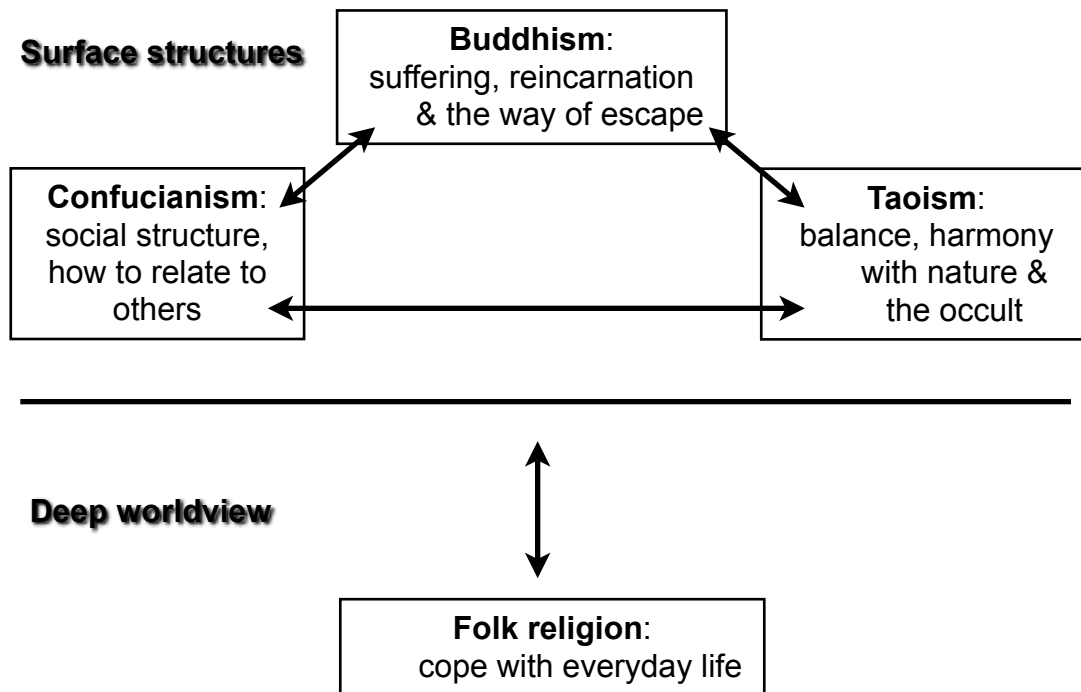 Surface structures
Buddhism:
suffering, reincarnation
& the way of escape
Confucianism:
social structure,
how to relate to
others
Taoism:
balance, harmony
with nature &
the occult
Deep worldview
Folk religion:
cope with everyday life